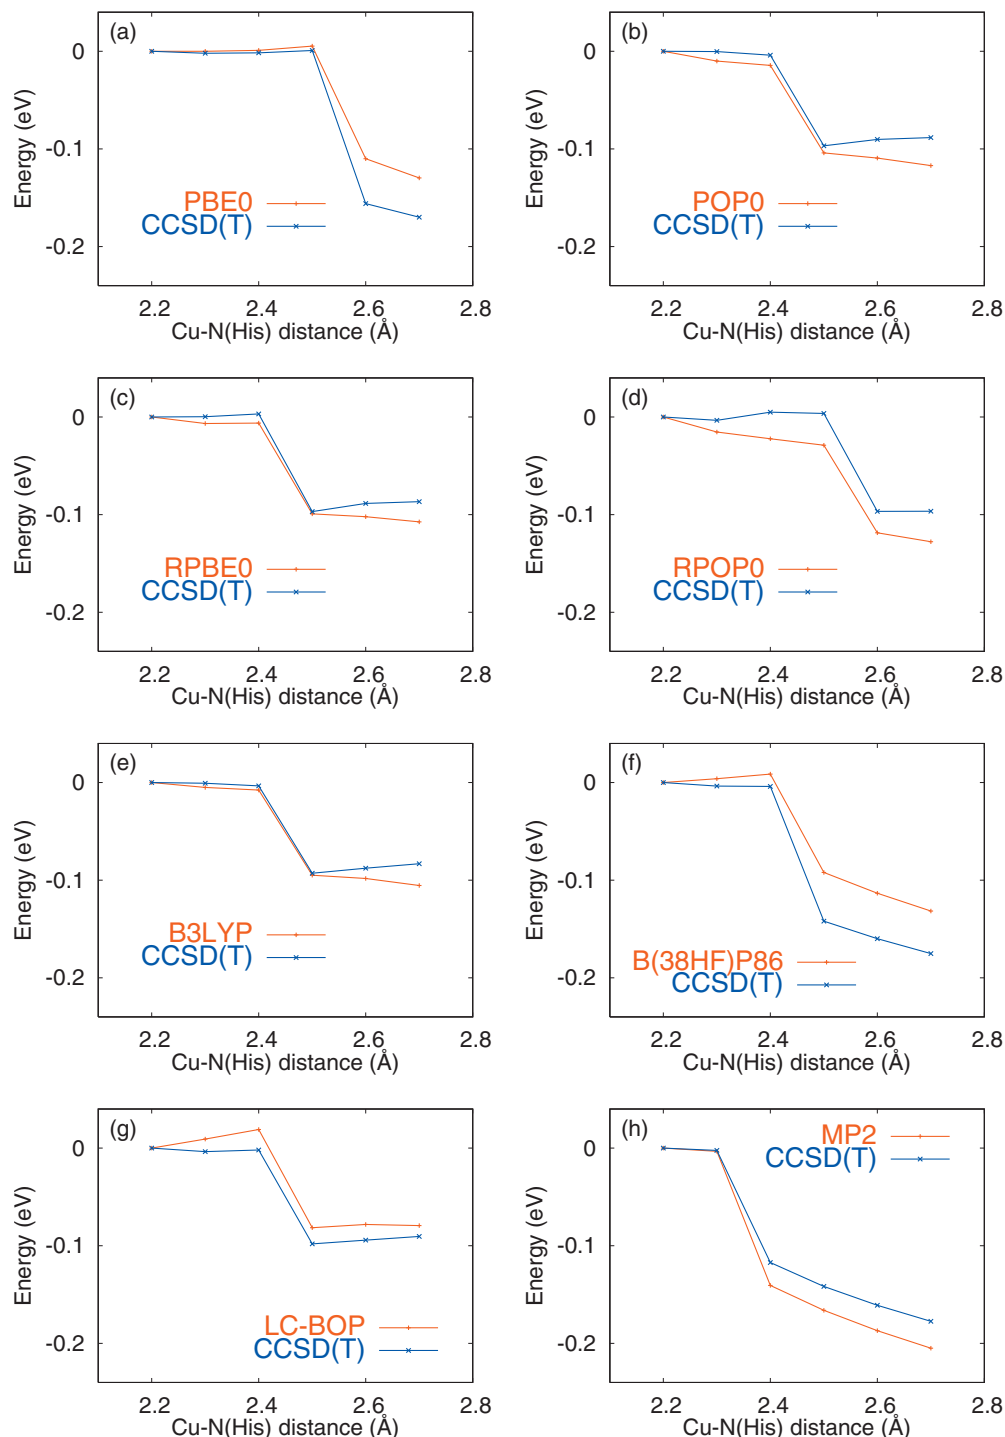 (a)
0
-0.1
-0.2
Energy (eV)
PBE0
CCSD(T)
2.2 2.4 2.6 2.8
Cu-N(His) distance (Å)
(b)
0
-0.1
-0.2
Energy (eV)
POP0
CCSD(T)
2.2 2.4 2.6 2.8
Cu-N(His) distance (Å)
(c)
0
-0.1
-0.2
Energy (eV)
RPBE0
CCSD(T)
2.2 2.4 2.6 2.8
Cu-N(His) distance (Å)
(d)
0
-0.1
-0.2
Energy (eV)
RPOP0
CCSD(T)
2.2 2.4 2.6 2.8
Cu-N(His) distance (Å)
(e)
0
-0.1
-0.2
Energy (eV)
B3LYP
CCSD(T)
2.2 2.4 2.6 2.8
Cu-N(His) distance (Å)
(f)
0
-0.1
-0.2
Energy (eV)
B(38HF)P86
CCSD(T)
2.2 2.4 2.6 2.8
Cu-N(His) distance (Å)
(g)
0
-0.1
-0.2
Energy (eV)
LC-BOP
CCSD(T)
2.2 2.4 2.6 2.8
Cu-N(His) distance (Å)
(h)
0
-0.1
-0.2
Energy (eV)
MP2
CCSD(T)
2.2 2.4 2.6 2.8
Cu-N(His) distance (Å)